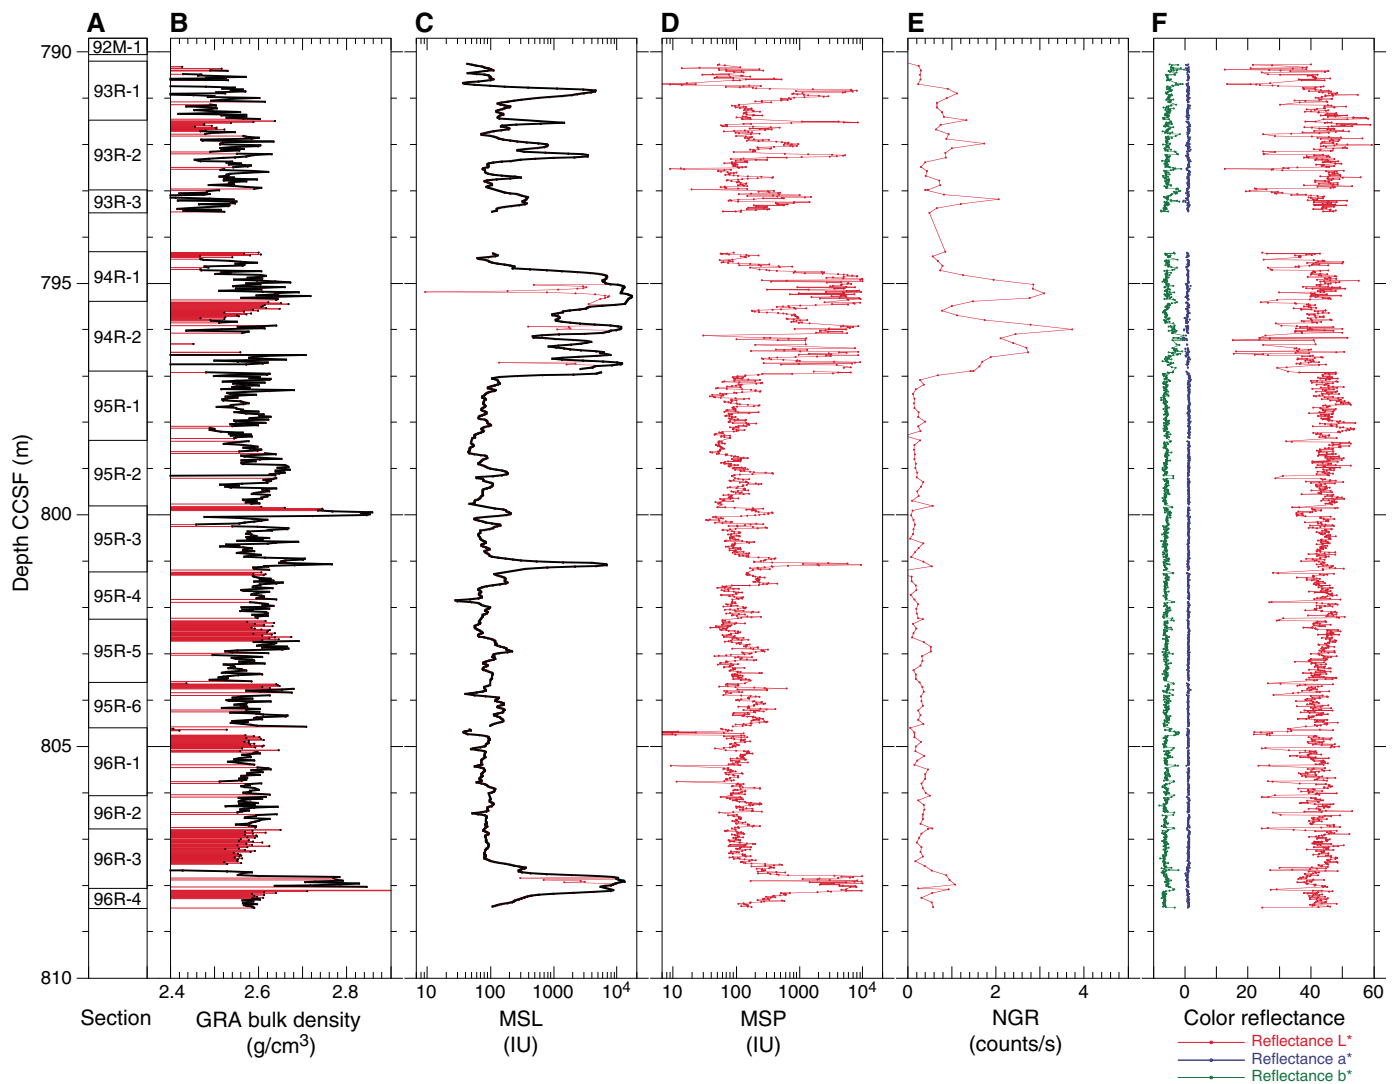 A B C D E F
790
795
800
805
810
Depth CCSF (m)
92M-1
93R-1
93R-2
93R-3
94R-1
94R-2
95R-1
95R-2
95R-3
95R-4
95R-5
95R-6
96R-1
96R-2
96R-3
96R-4
2.4 2.6 2.8
10 100 1000 10⁴
10 100 1000 10⁴
0 2 4
0 20 40 60
Section
GRA bulk density
(g/cm³)
MSL
(IU)
MSP
(IU)
NGR
(counts/s)
Color reflectance
Reflectance L*
Reflectance a*
Reflectance b*